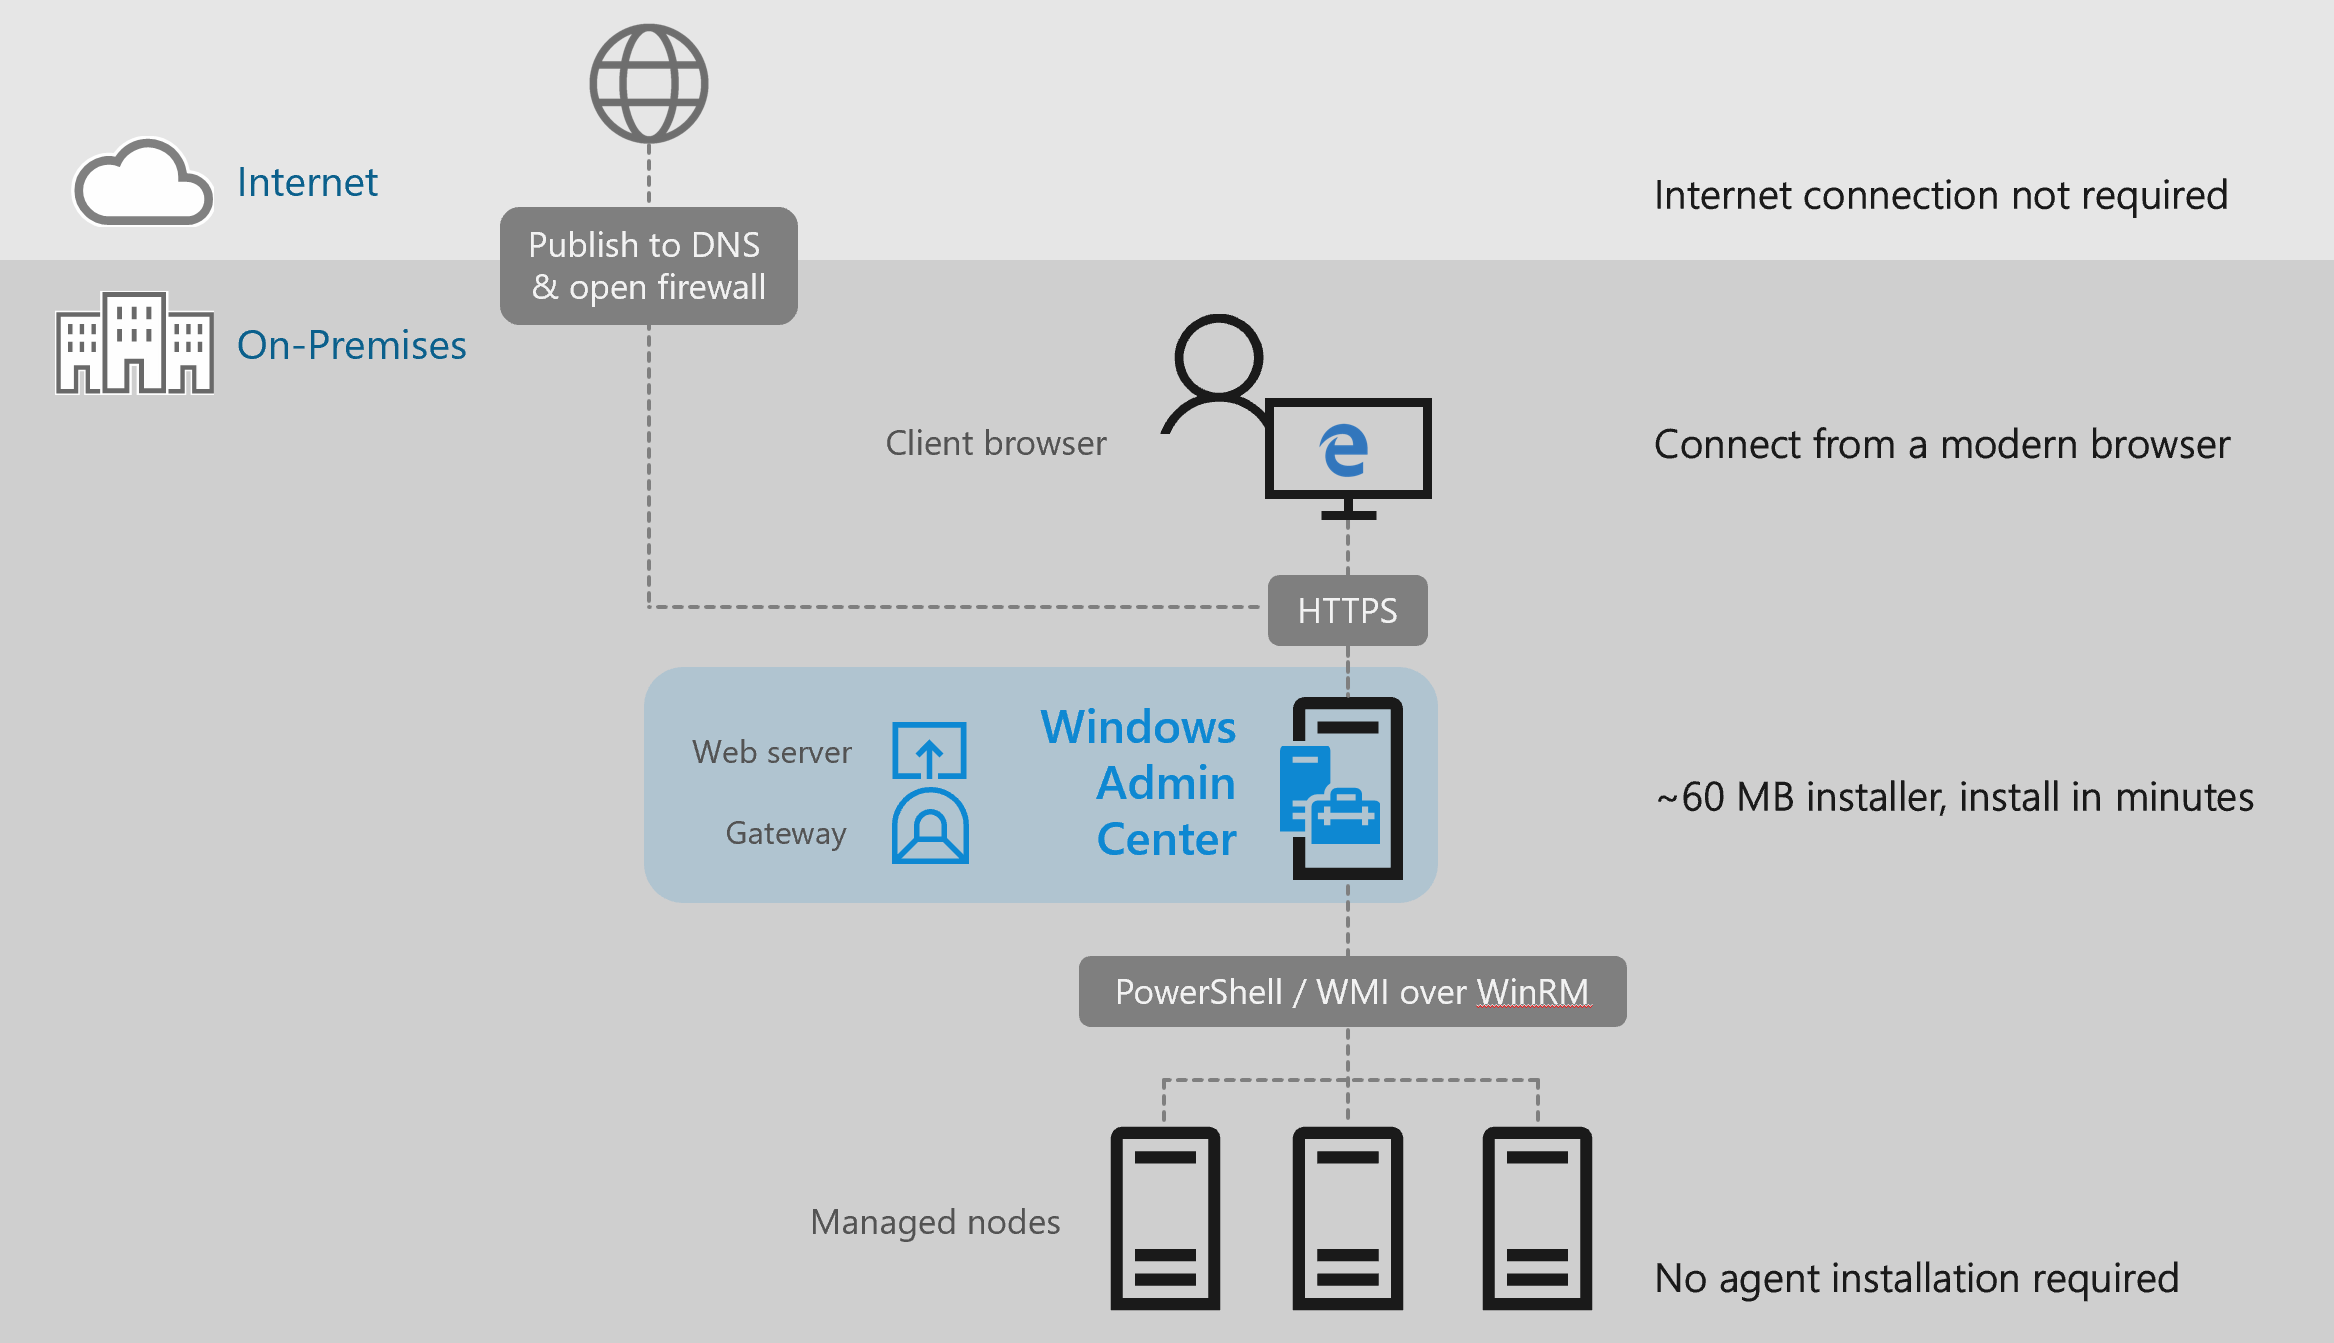 Internet
Internet connection not required
Publish to DNS
& open firewall
On-Premises
Client browser
Connect from a modern browser
HTTPS
Web server
Gateway
Windows
Admin
Center
~60 MB installer, install in minutes
PowerShell / WMI over WinRM
Managed nodes
No agent installation required